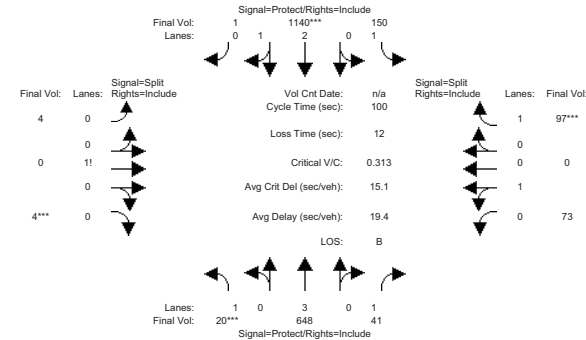 Signal=Protect/Rights=Include
Final Vol: 1 1140*** 150
Lanes: 0 1 2 0 1
Signal=Split Signal=Split
Final Vol: Lanes: Rights=Include Vol Cnt Date: n/a Rights=Include Lanes: Final Vol:
Cycle Time (sec): 100
4 0 1 97***
Loss Time (sec): 12
0 0
0 1! Critical V/C: 0.313 0 0
0 Avg Crit Del (sec/veh): 15.1 1
4*** 0 Avg Delay (sec/veh): 19.4 0 73
LOS: B
Lanes: 1 0 3 0 1
Final Vol: 20*** 648 41
Signal=Protect/Rights=Include